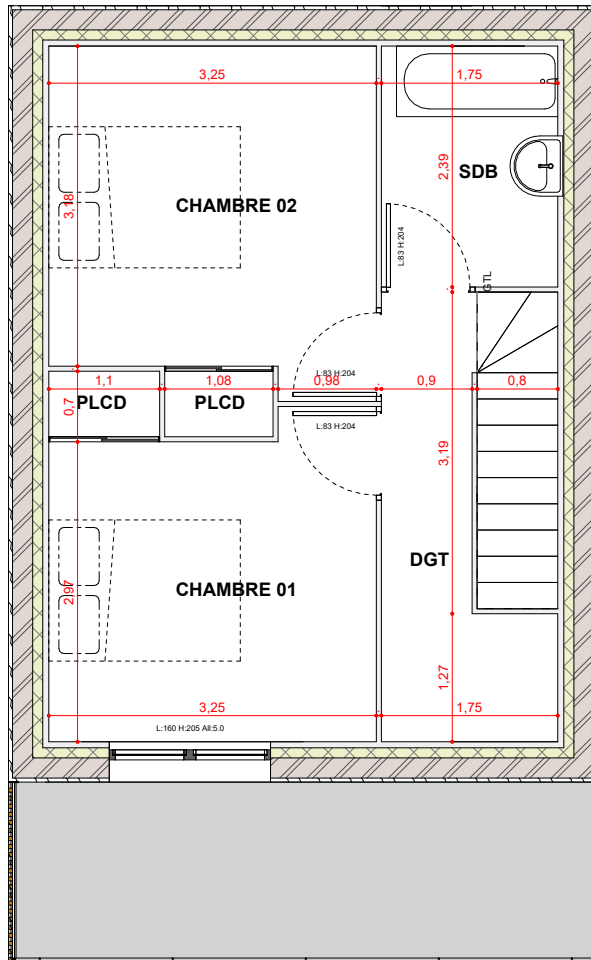 3,25
1,75
SDB
2,39
CHAMBRE 02
3,18
L:83 H:204
GTL
L:83 H:204
1,1
1,08
0,98
0,9
0,8
PLCD
PLCD
0,7
L:83 H:204
3,19
DGT
CHAMBRE 01
2,97
1,27
3,25
1,75
L:160 H:205 All:5.0